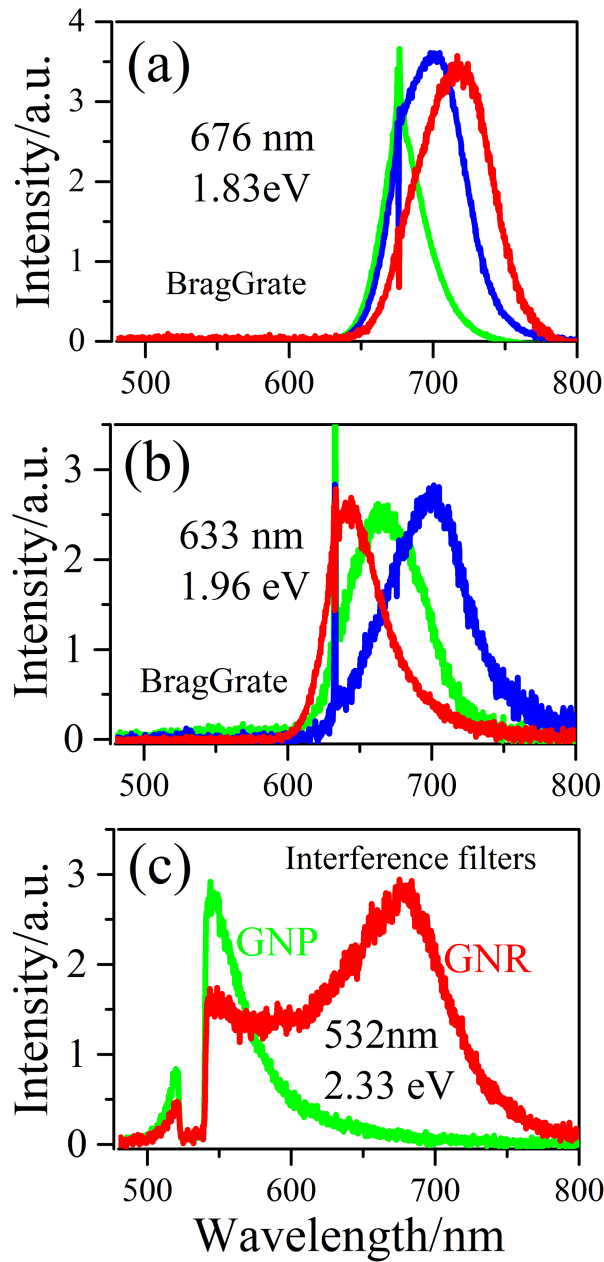 4
(a)
3
676 nm
2
1.83eV
1
BragGrate
0
500 600 700 800
Intensity/a.u.
(b)
3
633 nm
2
1.96 eV
1
BragGrate
0
500 600 700 800
Intensity/a.u.
(c)
Interference filters
3
GNP
GNR
2
532nm
1
2.33 eV
0
500 600 700 800
Intensity/a.u.
Wavelength/nm